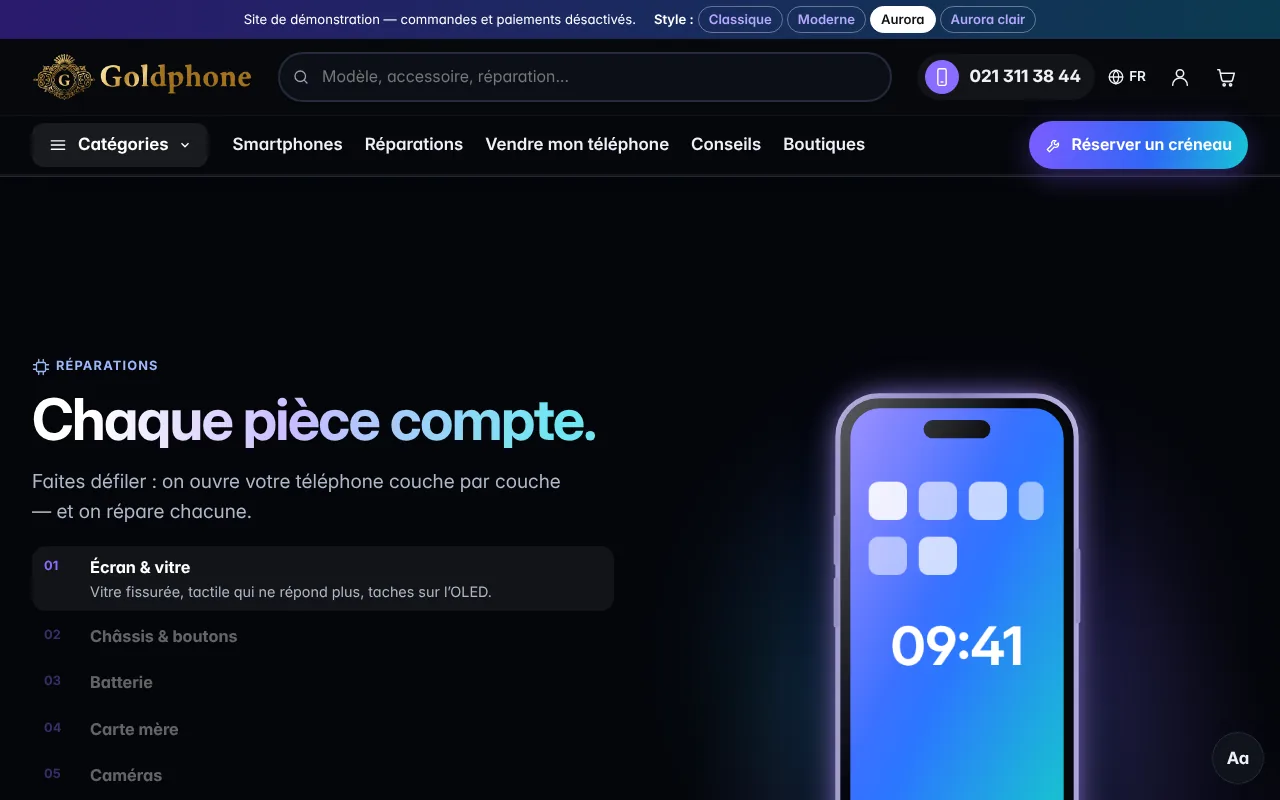 Site de démonstration — commandes et paiements désactivés. Style : Classique Moderne Aurora Aurora clair
G Goldphone
Modèle, accessoire, réparation...
021 311 38 44
FR
Catégories
Smartphones
Réparations
Vendre mon téléphone
Conseils
Boutiques
Réserver un créneau
RÉPARATIONS
Chaque pièce compte.
Faites défiler : on ouvre votre téléphone couche par couche
— et on répare chacune.
01 Écran & vitre
Vitre fissurée, tactile qui ne répond plus, taches sur l’OLED.
02 Châssis & boutons
03 Batterie
04 Carte mère
05 Caméras
09:41
Aa